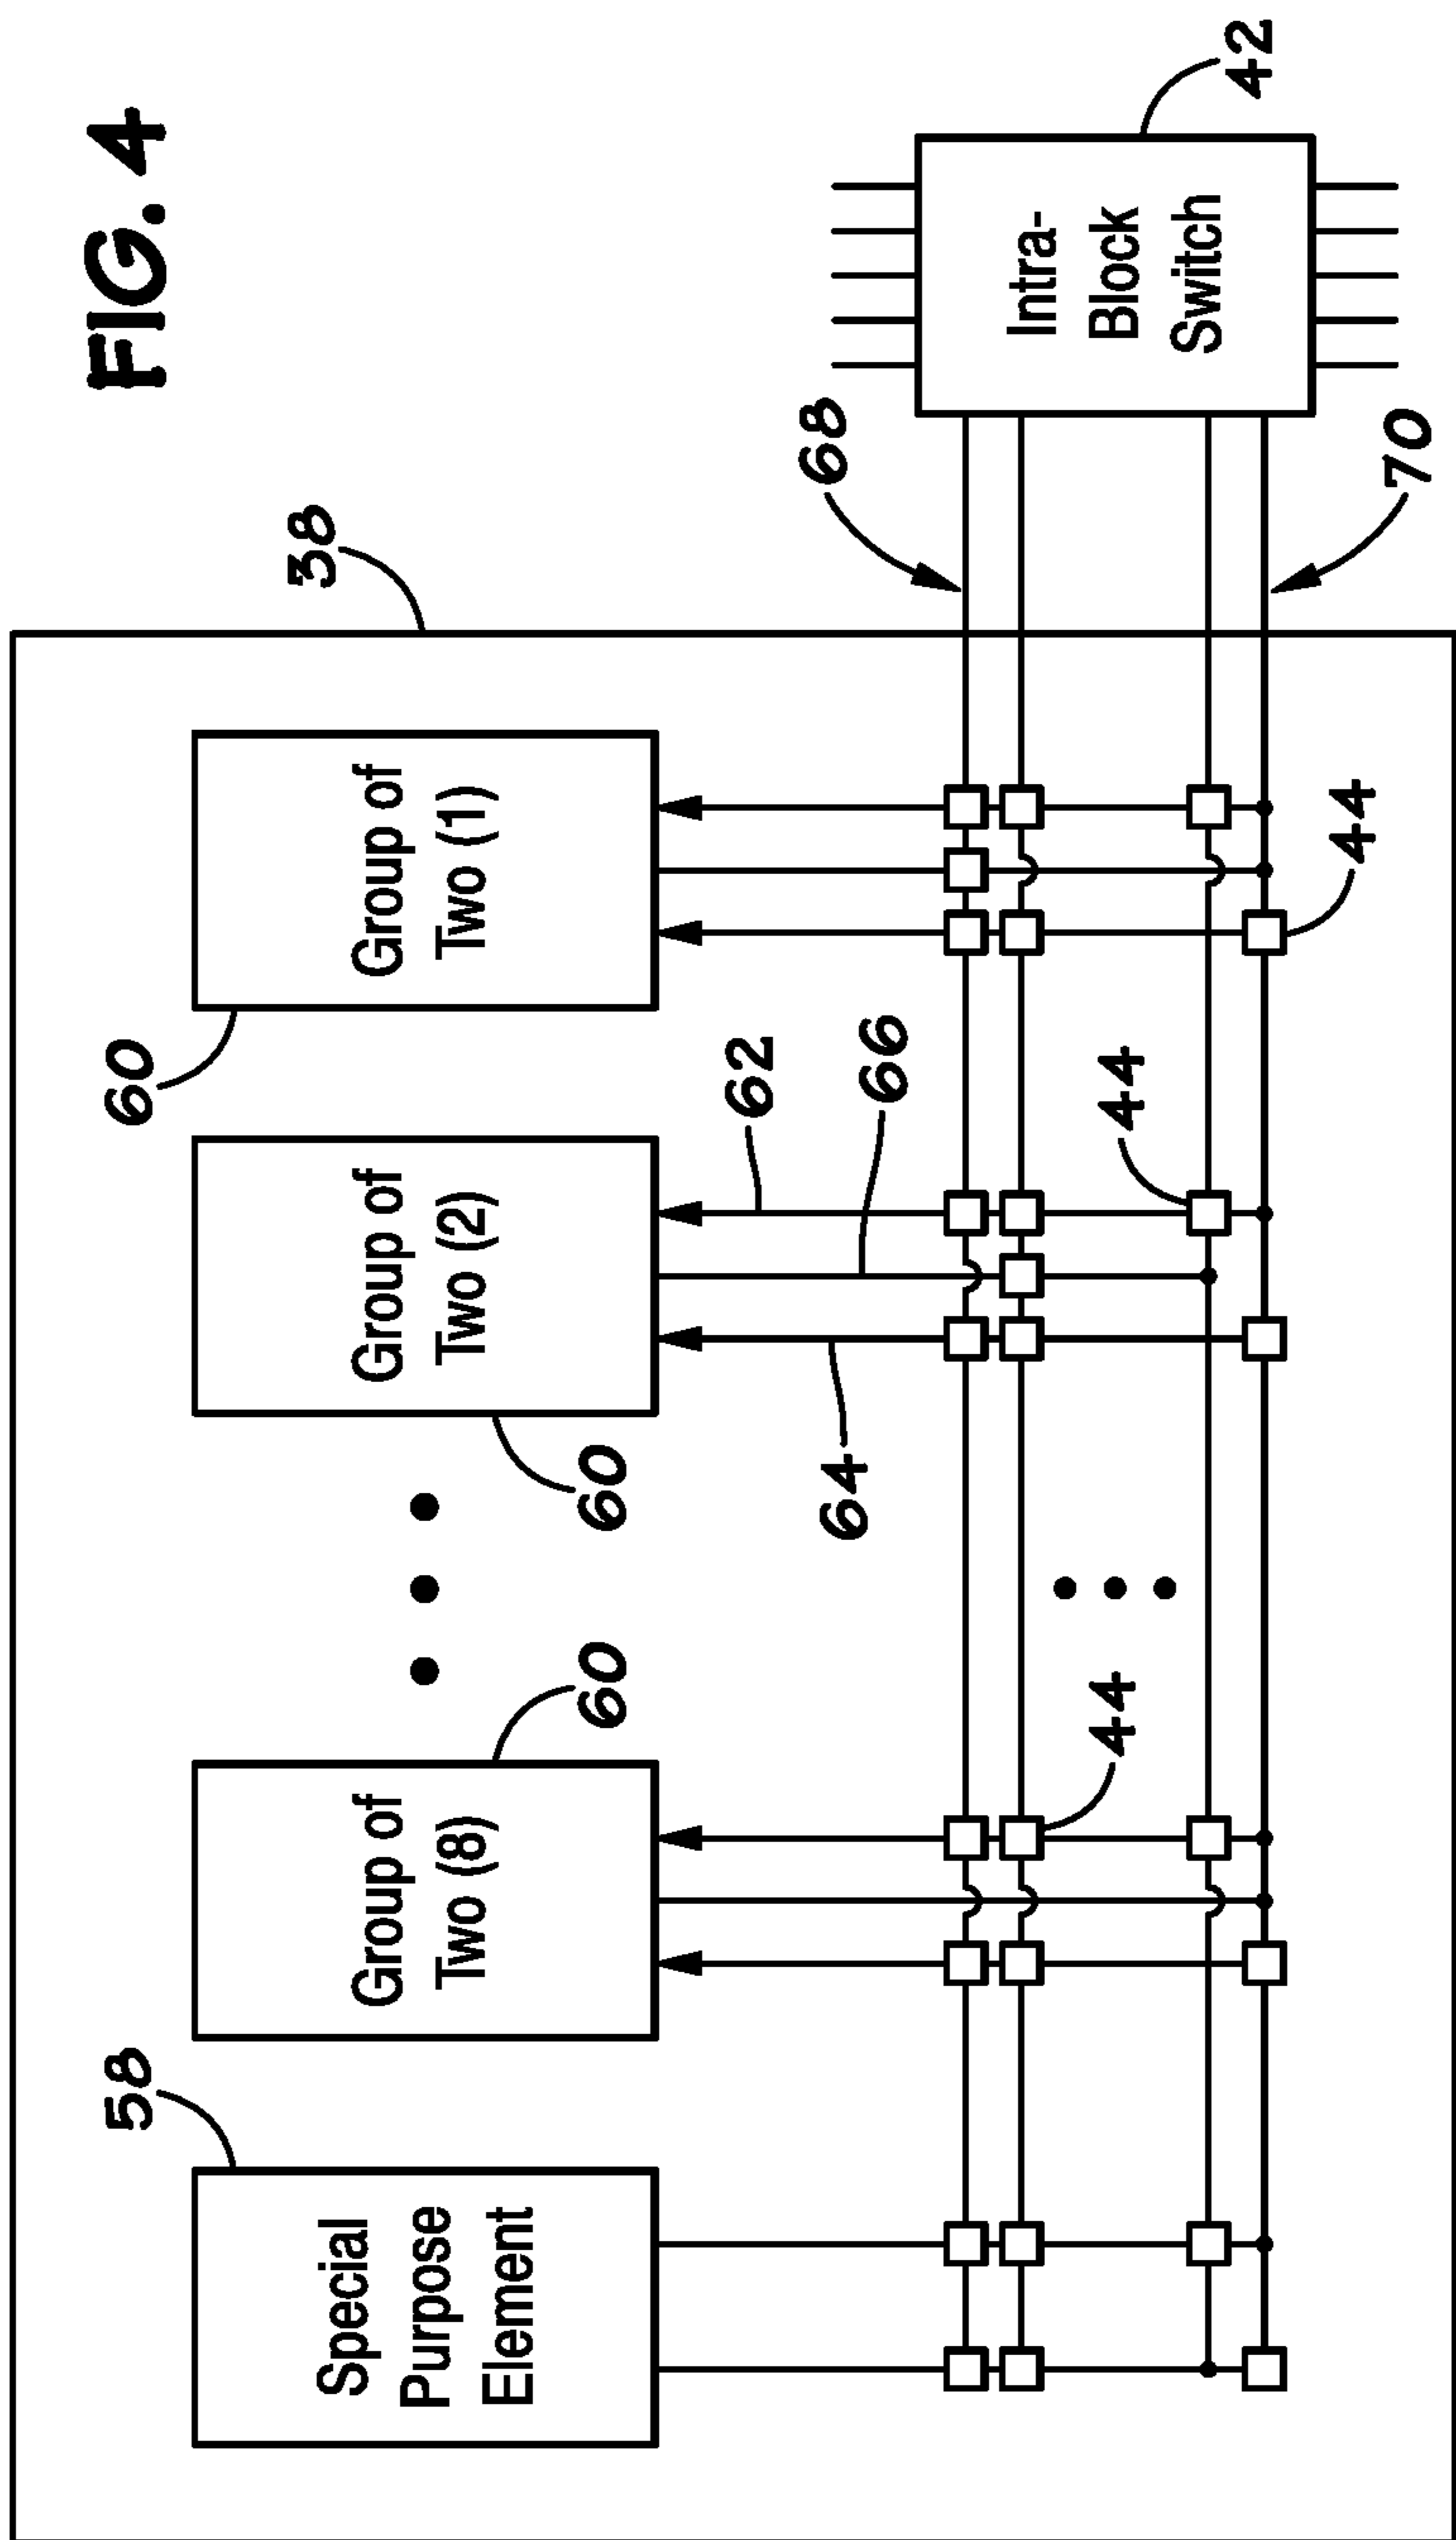 FIG. 4
38
58
Special
Purpose
Element
60
Group of
Two (8)
60
Group of
Two (2)
60
Group of
Two (1)
62
66
64
68
44
44
44
70
Intra-
Block
Switch
42